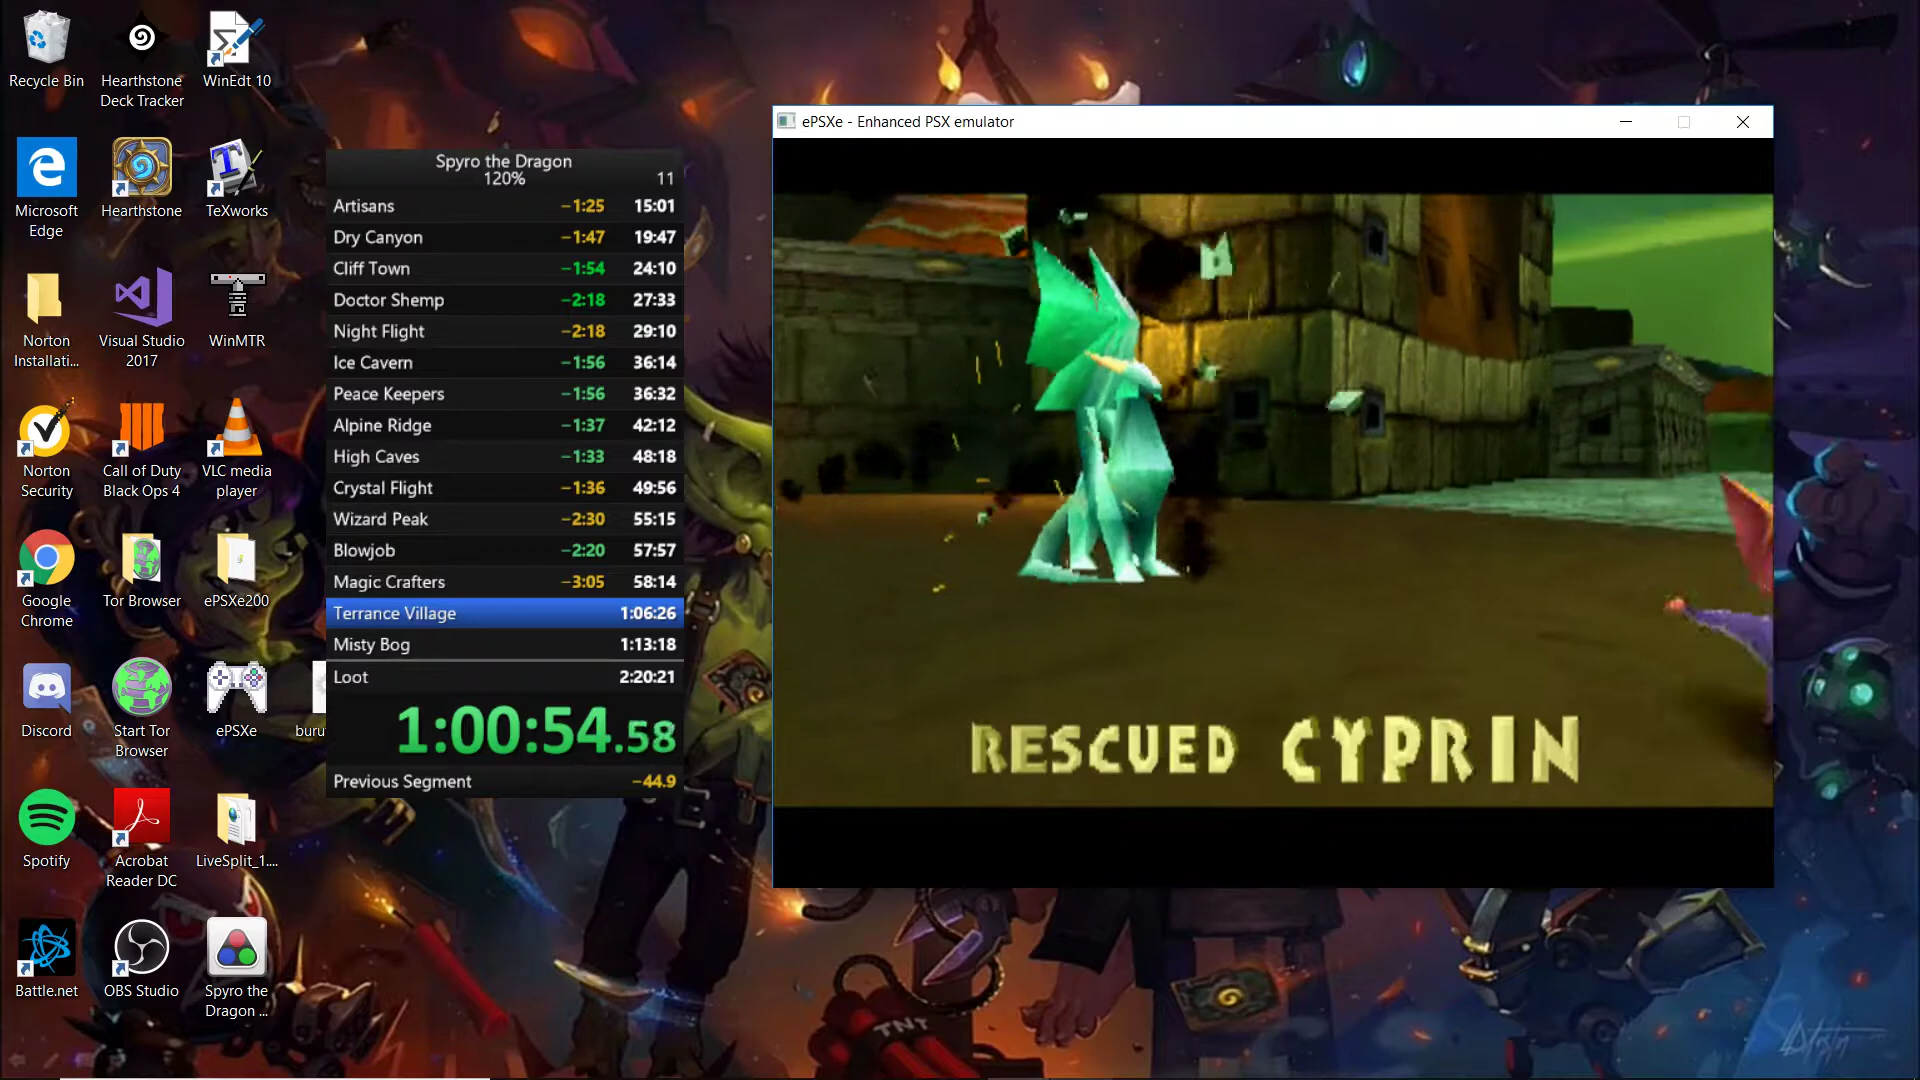 Recycle Bin
Hearthstone
Deck Tracker
WinEdt 10
Microsoft
Edge
Hearthstone
TeXworks
Norton
Installati...
Visual Studio
2017
WinMTR
Norton
Security
Call of Duty
Black Ops 4
VLC media
player
Google
Chrome
Tor Browser
ePSXe200
Discord
Start Tor
Browser
ePSXe
Spotify
Acrobat
Reader DC
LiveSplit_1....
Battle.net
OBS Studio
Spyro the
Dragon ...
Spyro the Dragon
120% 11
Artisans −1:25 15:01
Dry Canyon −1:47 19:47
Cliff Town −1:54 24:10
Doctor Shemp −2:18 27:33
Night Flight −2:18 29:10
Ice Cavern −1:56 36:14
Peace Keepers −1:56 36:32
Alpine Ridge −1:37 42:12
High Caves −1:33 48:18
Crystal Flight −1:36 49:56
Wizard Peak −2:30 55:15
Blowjob −2:20 57:57
Magic Crafters −3:05 58:14
Terrance Village 1:06:26
Misty Bog 1:13:18
Loot 2:20:21
1:00:54.58
Previous Segment −44.9
ePSXe - Enhanced PSX emulator
RESCUED CYPRIN
TNT